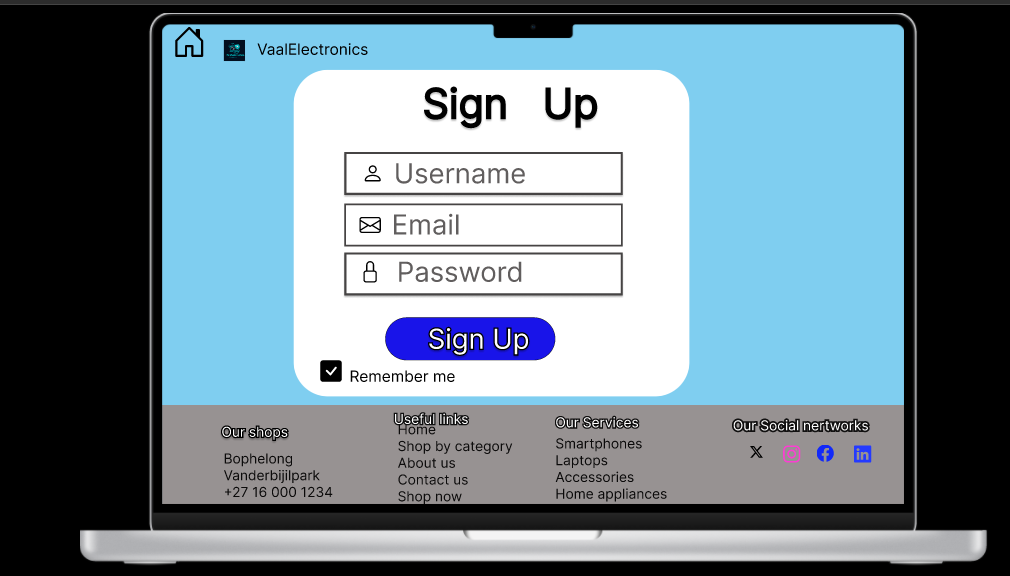 VaalElectronics
Sign Up
Username
Email
Password
Sign Up
Remember me
Our shops
Bophelong
Vanderbijilpark
+27 16 000 1234
Useful links
Home
Shop by category
About us
Contact us
Shop now
Our Services
Smartphones
Laptops
Accessories
Home appliances
Our Social nertworks